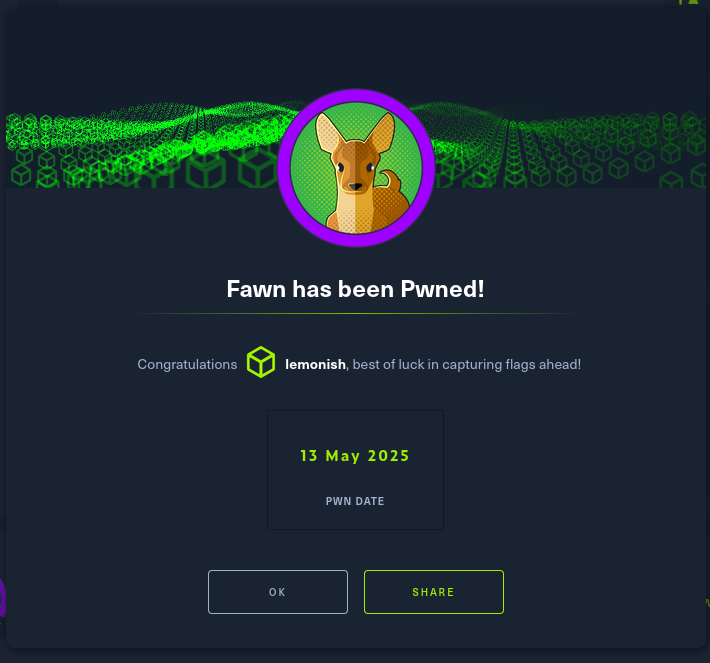 Fawn has been Pwned!
Congratulations lemonish, best of luck in capturing flags ahead!
13 May 2025
PWN DATE
OK SHARE